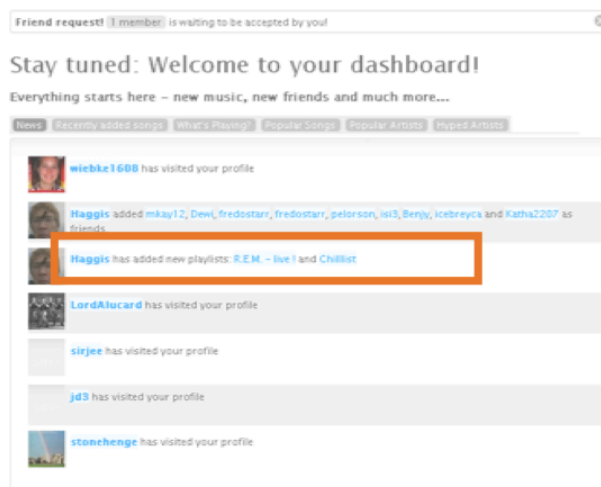 Friend request! 1 member is waiting to be accepted by you!
Stay tuned: Welcome to your dashboard!
Everything starts here – new music, new friends and much more...
News Recently added songs What's Playing? Popular Songs Popular Artists Hyped Artists
wiebke1608 has visited your profile
Haggis added mkay12, Dewi, fredostarr, fredostarr, pelorson, isi3, Benjy, icebreyca and Katha2207 as
friends
Haggis has added new playlists: R.E.M. – live ! and Chilllist
LordAlucard has visited your profile
sirjee has visited your profile
jd3 has visited your profile
stonehenge has visited your profile